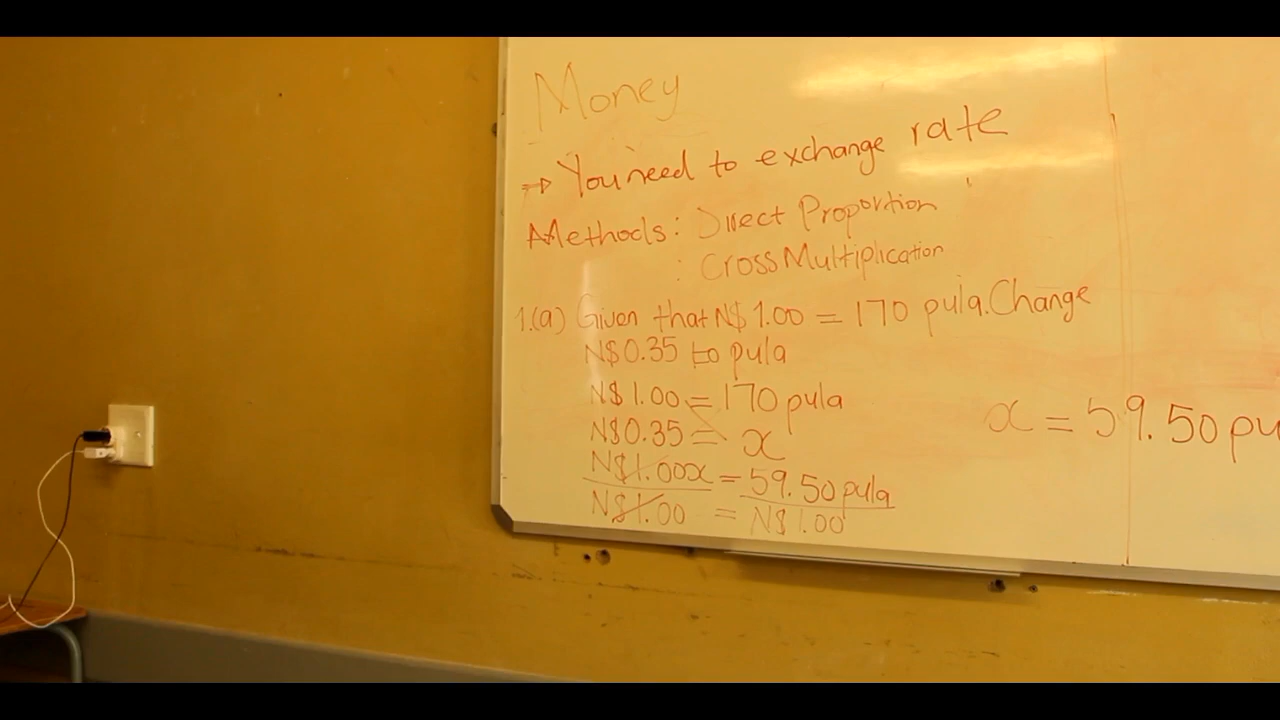 Money
→ You need to exchange rate
Methods: Direct Proportion
: Cross Multiplication
1.(a) Given that N$ 1.00 = 170 pula. Change
N$0.35 to pula
N$ 1.00 = 170 pula
N$0.35 = x
N$1.00x = 59.50 pula
N$1.00 = N$ 1.00
x = 59.50 pu